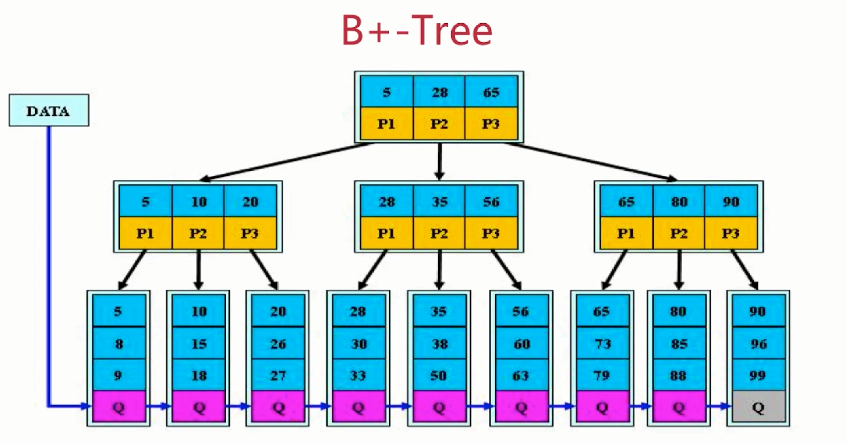 B+-Tree
DATA
5 28 65
P1 P2 P3
5 10 20
P1 P2 P3
28 35 56
P1 P2 P3
65 80 90
P1 P2 P3
5
8
9
Q
10
15
18
Q
20
26
27
Q
28
30
33
Q
35
38
50
Q
56
60
63
Q
65
73
79
Q
80
85
88
Q
90
96
99
Q